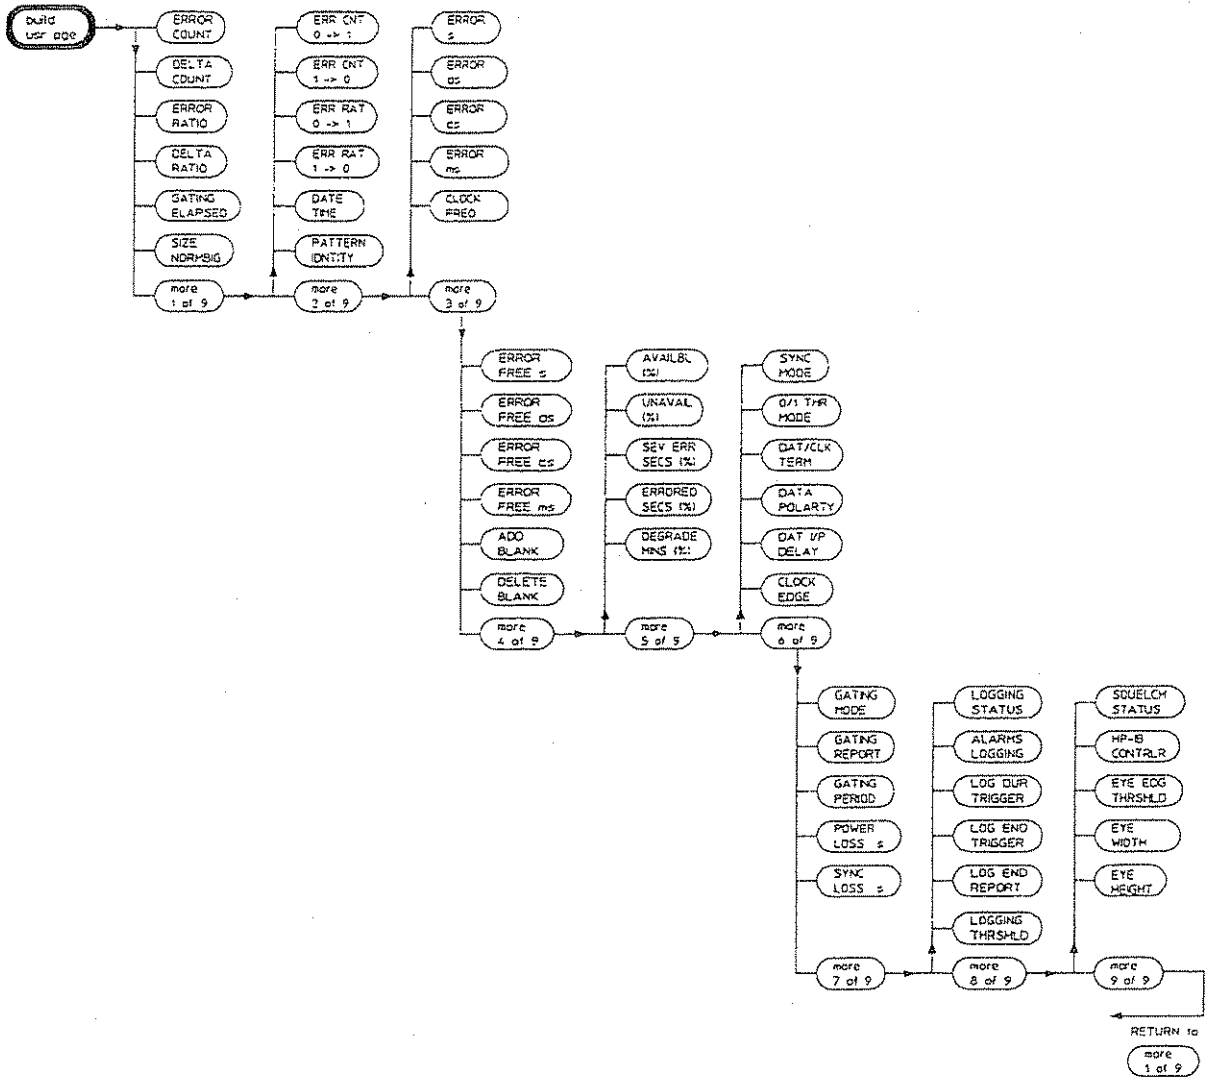 build
usr page
ERROR
COUNT
DELTA
COUNT
ERROR
RATIO
DELTA
RATIO
GATING
ELAPSED
SIZE
NORMBIG
more
1 of 9
ERR CNT
0 -> 1
ERR CNT
1 -> 0
ERR RAT
0 -> 1
ERR RAT
1 -> 0
DATE
TIME
PATTERN
IDNTITY
more
2 of 9
ERROR
s
ERROR
ds
ERROR
cs
ERROR
ms
CLOCK
FREQ
more
3 of 9
ERROR
FREE s
ERROR
FREE ds
ERROR
FREE cs
ERROR
FREE ms
ADD
BLANK
DELETE
BLANK
more
4 of 9
AVAILBL
(%)
UNAVAIL
(%)
SEV ERR
SECS (%)
ERRORED
SECS (%)
DEGRADE
MINS (%)
more
5 of 9
SYNC
MODE
0/1 THR
MODE
DAT/CLK
TERM
DATA
POLARTY
DAT I/P
DELAY
CLOCK
EDGE
more
6 of 9
GATING
MODE
GATING
REPORT
GATING
PERIOD
POWER
LOSS s
SYNC
LOSS s
more
7 of 9
LOGGING
STATUS
ALARMS
LOGGING
LOG DUR
TRIGGER
LOG END
TRIGGER
LOG END
REPORT
LOGGING
THRSHLD
more
8 of 9
SQUELCH
STATUS
HP-IB
CONTRLR
EYE EDG
THRSHLD
EYE
WIDTH
EYE
HEIGHT
more
9 of 9
RETURN to
more
1 of 9